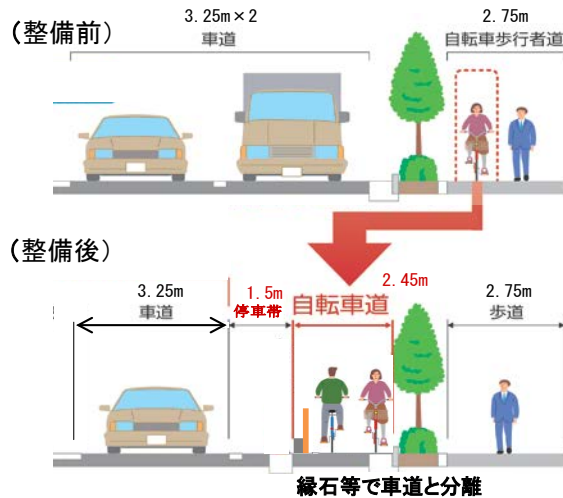 (整備前)
3.25m×2
車道
2.75m
自転車歩行者道
(整備後)
3.25m
車道
1.5m
停車帯
2.45m
自転車道
2.75m
歩道
縁石等で車道と分離